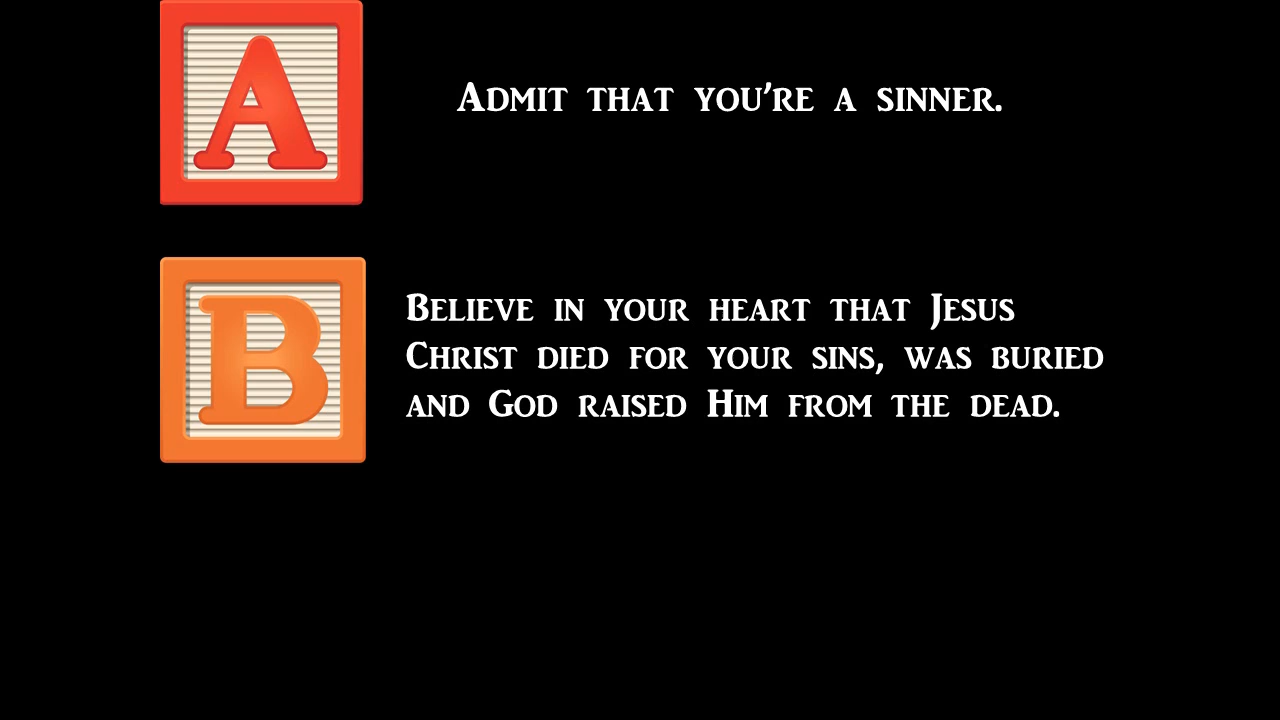 A
Admit that you're a sinner.
B
Believe in your heart that Jesus
Christ died for your sins, was buried
and God raised Him from the dead.